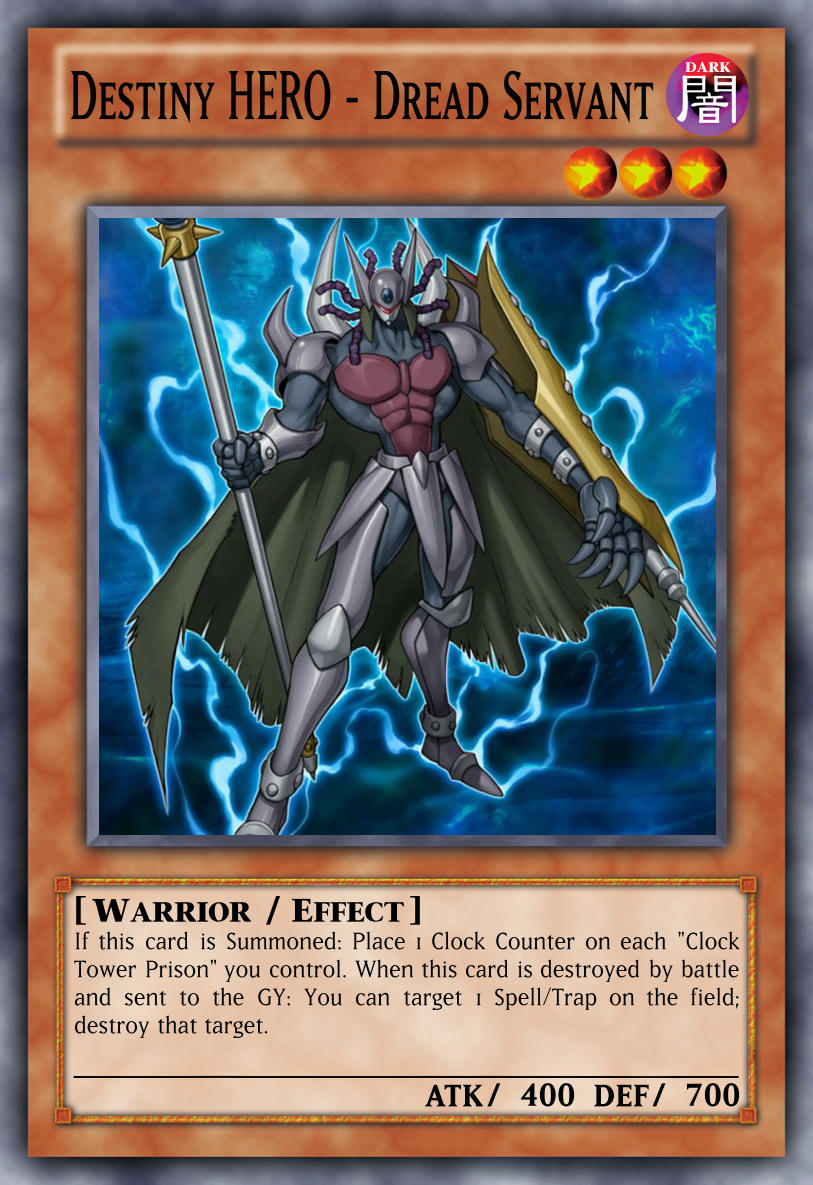 Destiny HERO - Dread Servant
DARK
闇
[ Warrior / Effect ]
If this card is Summoned: Place 1 Clock Counter on each "Clock
Tower Prison" you control. When this card is destroyed by battle
and sent to the GY: You can target 1 Spell/Trap on the field;
destroy that target.
ATK/ 400 DEF/ 700